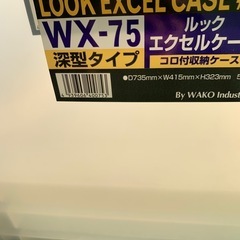 LOOK EXCEL CASE
WX-75
ルック
エクセルケー
深型タイプ
コロ付収納ケース
●D735mm×W415mm×H323mm
By WAKO Indust